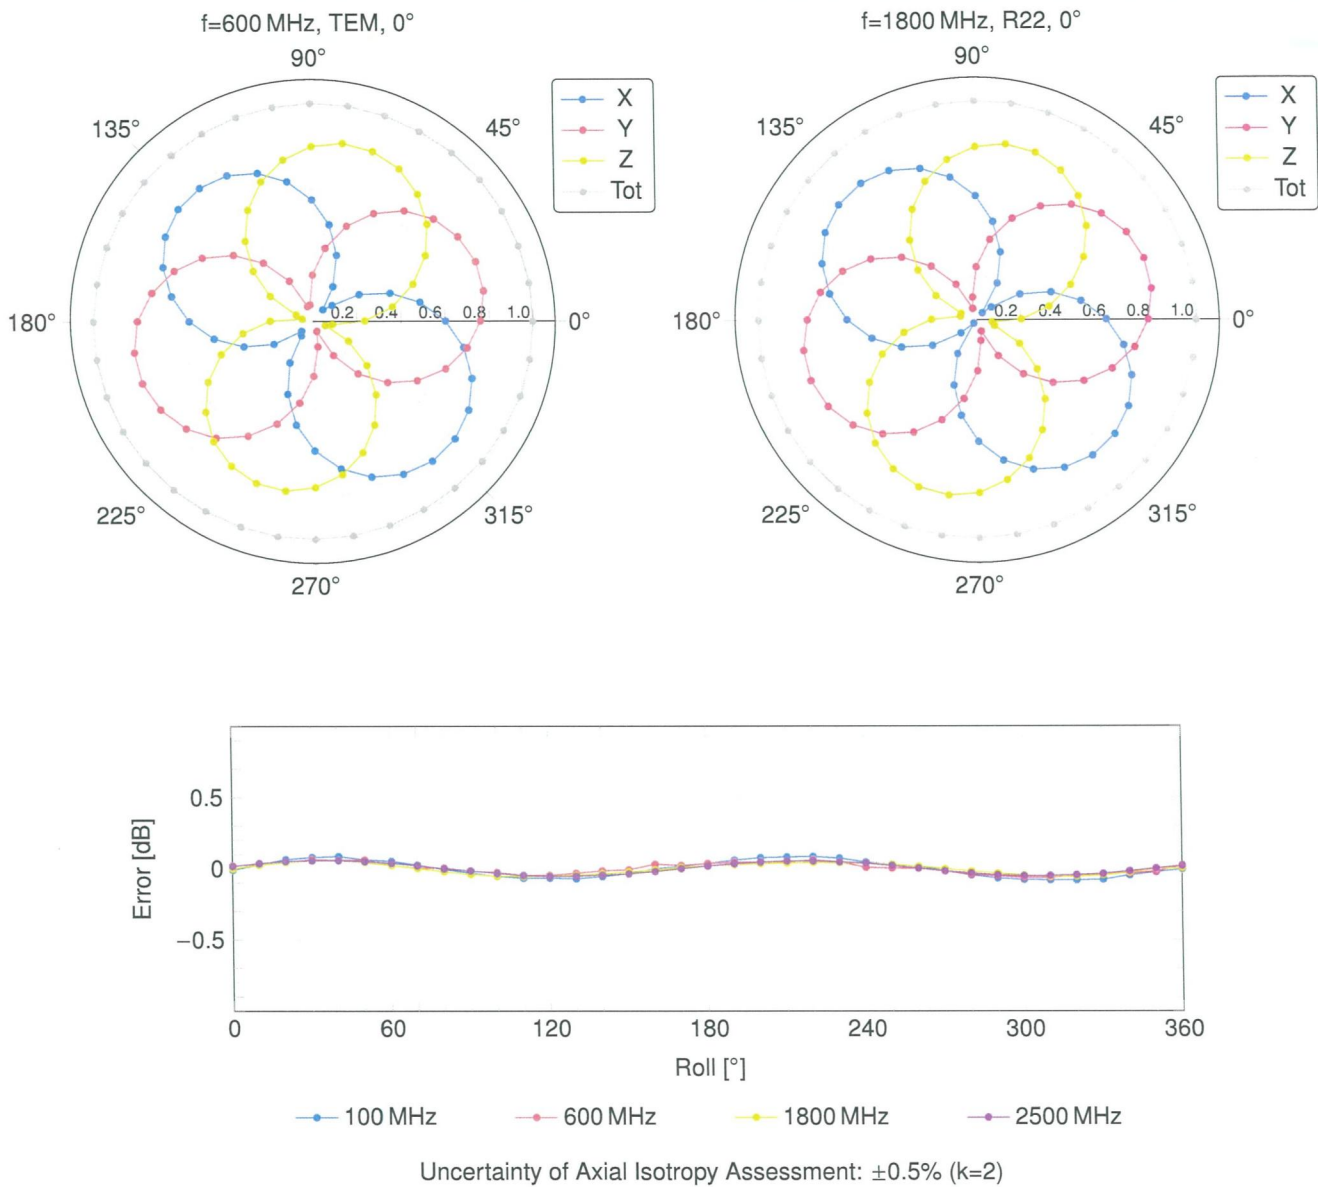 f=600 MHz, TEM, 0°
90°
135°
45°
180°
0°
225°
315°
270°
0.2 0.4 0.6 0.8 1.0
X
Y
Z
Tot
f=1800 MHz, R22, 0°
90°
135°
45°
180°
0°
225°
315°
270°
0.2 0.4 0.6 0.8 1.0
X
Y
Z
Tot
Error [dB]
0.5
0
−0.5
0 60 120 180 240 300 360
Roll [°]
100 MHz 600 MHz 1800 MHz 2500 MHz
Uncertainty of Axial Isotropy Assessment: ±0.5% (k=2)